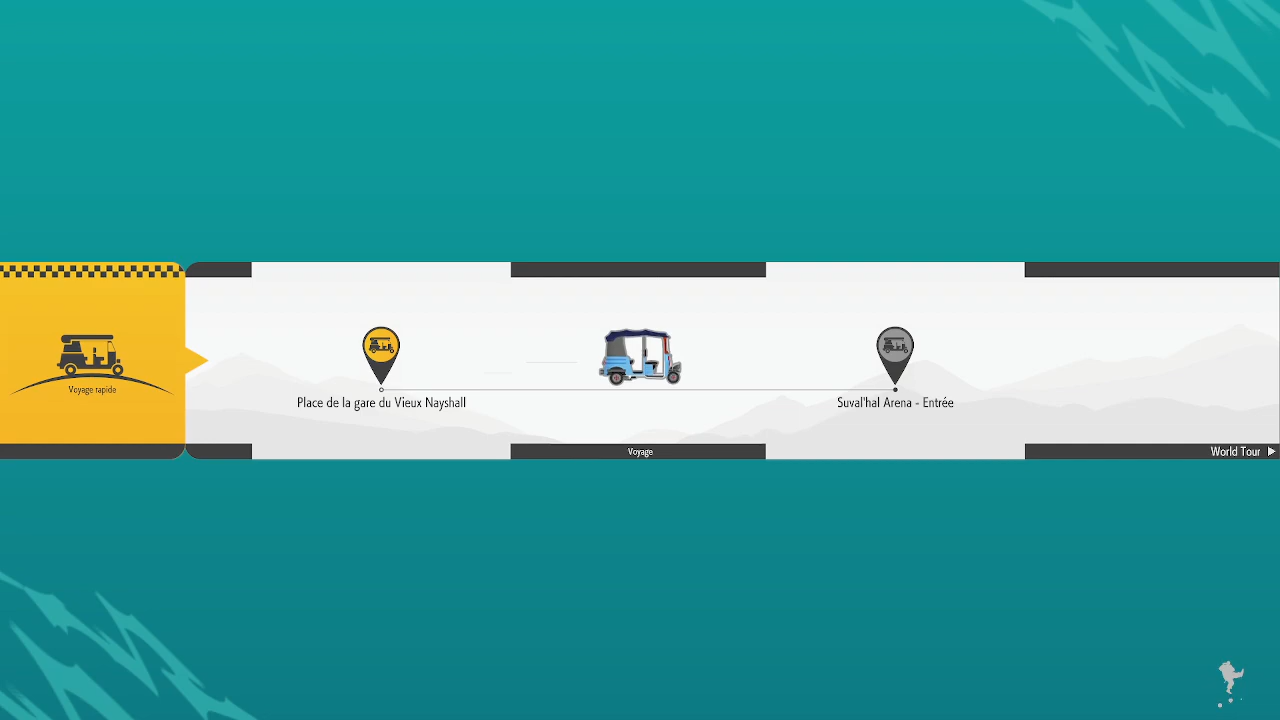 Voyage rapide
Place de la gare du Vieux Nayshall
Suval'hal Arena - Entrée
Voyage
World Tour